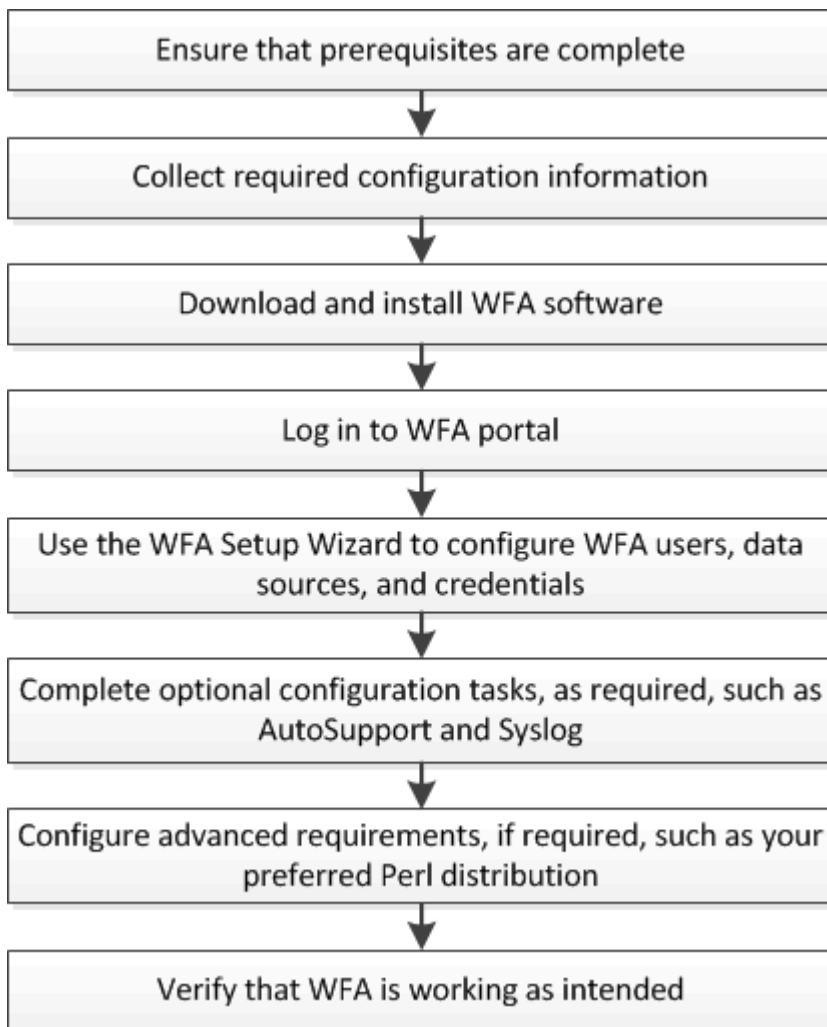 Ensure that prerequisites are complete
Collect required configuration information
Download and install WFA software
Log in to WFA portal
Use the WFA Setup Wizard to configure WFA users, data
sources, and credentials
Complete optional configuration tasks, as required, such as
AutoSupport and Syslog
Configure advanced requirements, if required, such as your
preferred Perl distribution
Verify that WFA is working as intended